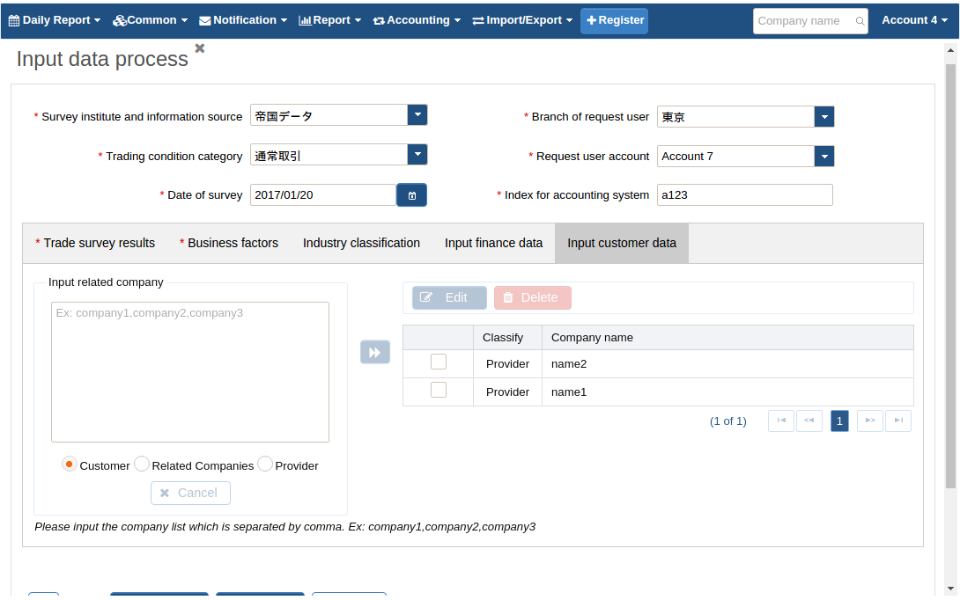 Daily Report Common Notification Report Accounting Import/Export Register Company name Account 4
Input data process
* Survey institute and information source 帝国データ * Branch of request user 東京
* Trading condition category 通常取引 * Request user account Account 7
* Date of survey 2017/01/20 * Index for accounting system a123
* Trade survey results * Business factors Industry classification Input finance data Input customer data
Input related company
Ex: company1,company2,company3
Edit Delete
Classify Company name
Provider name2
Provider name1
(1 of 1) 1
Customer Related Companies Provider
Cancel
Please input the company list which is separated by comma. Ex: company1,company2,company3